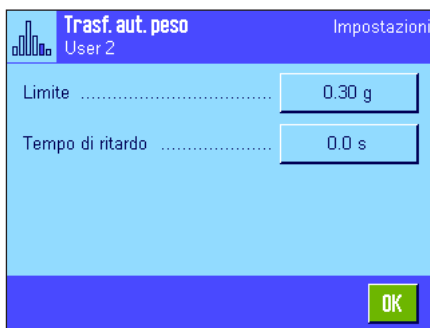 Trasf. aut. peso Impostazioni
User 2
Limite .................................. 0.30 g
Tempo di ritardo .................... 0.0 s
OK